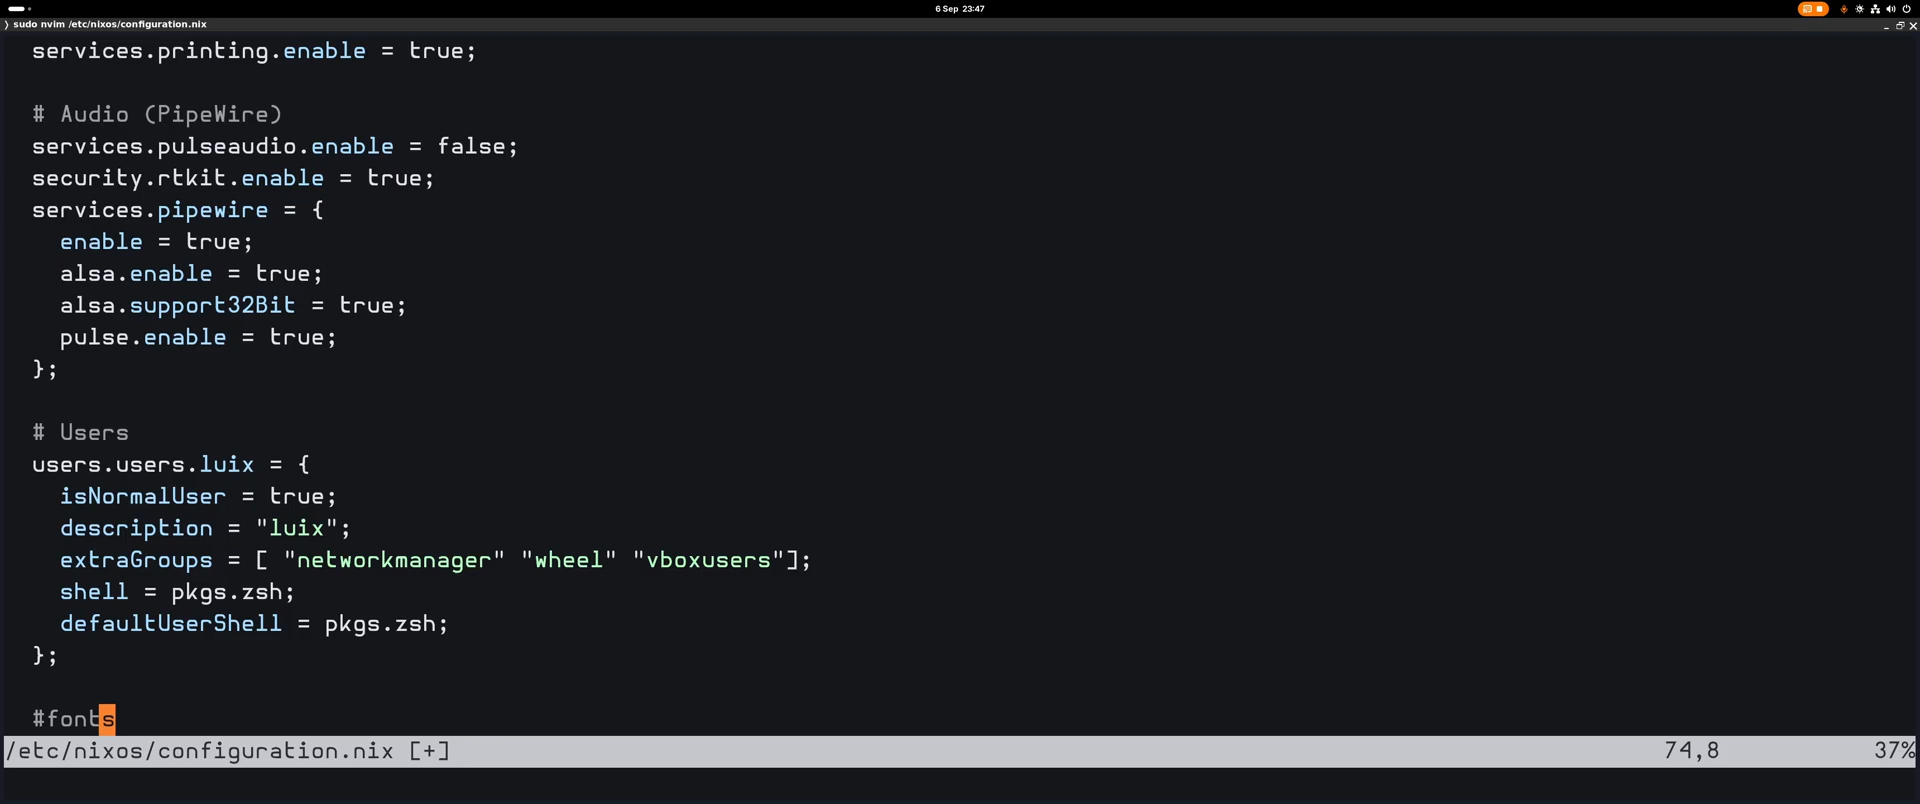 6 Sep 23:47
❯ sudo nvim /etc/nixos/configuration.nix
services.printing.enable = true;
# Audio (PipeWire)
services.pulseaudio.enable = false;
security.rtkit.enable = true;
services.pipewire = {
enable = true;
alsa.enable = true;
alsa.support32Bit = true;
pulse.enable = true;
};
# Users
users.users.luix = {
isNormalUser = true;
description = "luix";
extraGroups = [ "networkmanager" "wheel" "vboxusers"];
shell = pkgs.zsh;
defaultUserShell = pkgs.zsh;
};
#fonts
/etc/nixos/configuration.nix [+] 74,8 37%